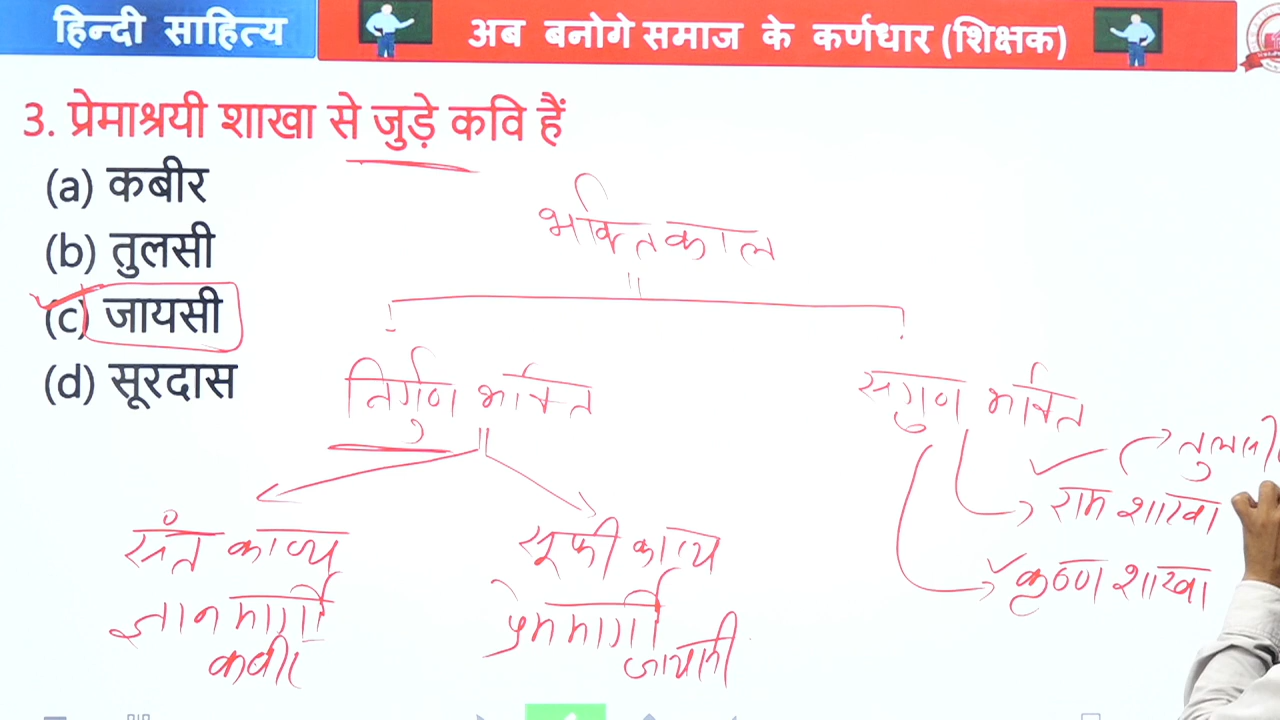 हिन्दी साहित्य
अब बनोगे समाज के कर्णधार (शिक्षक)
3. प्रेमाश्रयी शाखा से जुड़े कवि हैं
(a) कबीर
(b) तुलसी
(c) जायसी
(d) सूरदास
भक्तिकाल
निर्गुण भक्ति
सगुण भक्ति
तुलसी
राम शाखा
कृष्ण शाखा
संत काव्य
सूफी काव्य
ज्ञानमार्गी
प्रेममार्गी
कबीर
जायसी